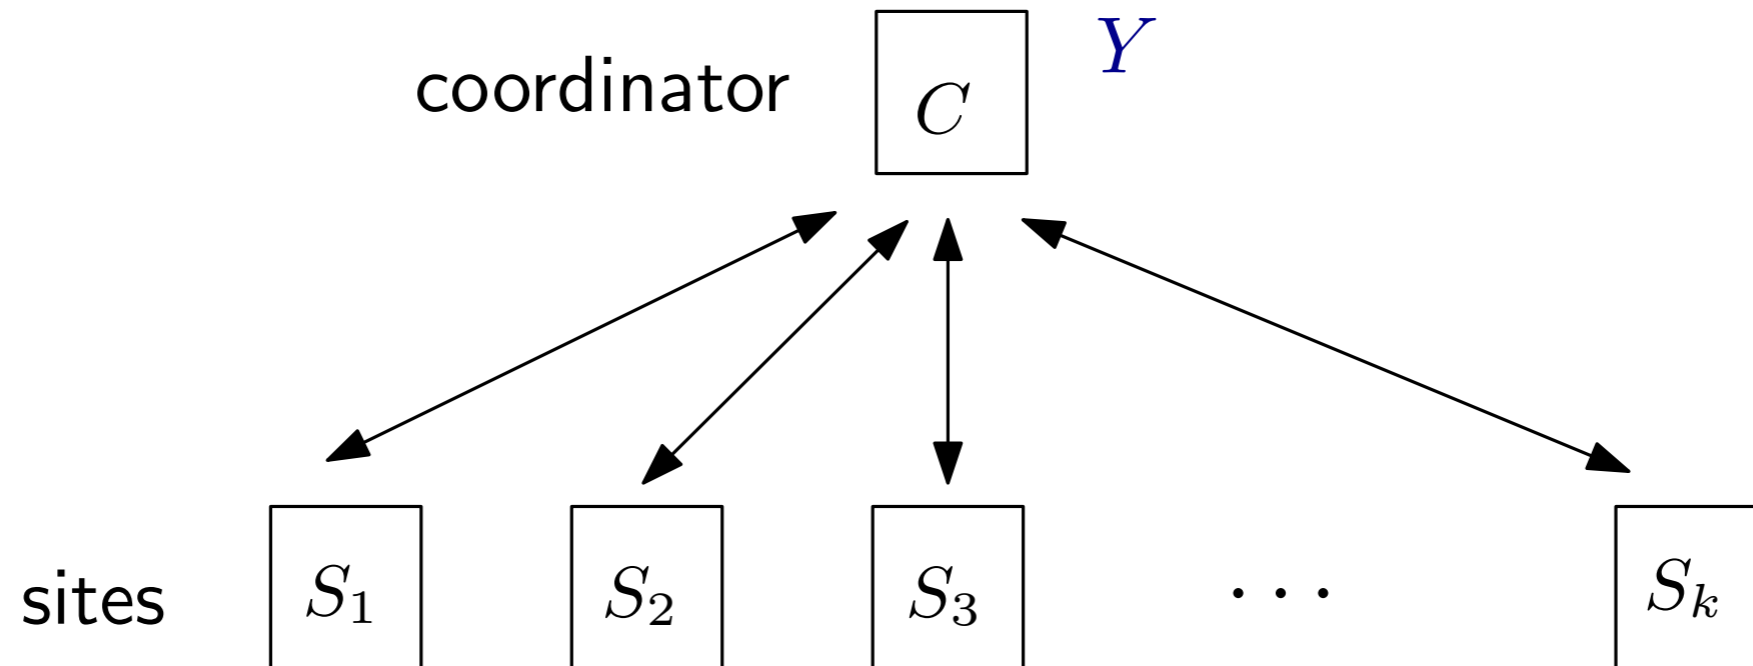 Y
coordinator
C
sites S₁ S₂ S₃ ··· Sₖ